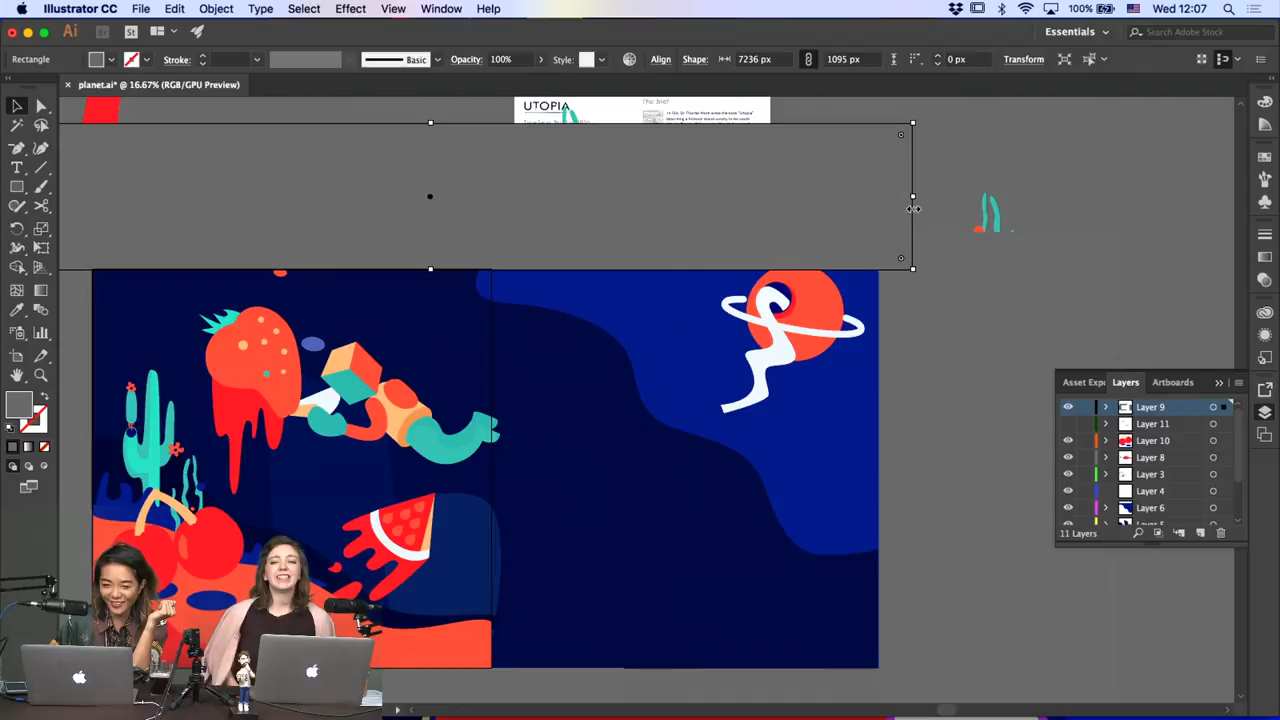 Illustrator CC File Edit Object Type Select Effect View Window Help 100% Wed 12:07
Ai Br St Essentials Search Adobe Stock
Rectangle Stroke: Basic Opacity: 100% Style: Align Shape: 7236 px 1095 px 0 px Transform
× planet.ai* @ 16.67% (RGB/GPU Preview)
UTOPIA
The Brief
Asset Expo Layers Artboards
Layer 9
Layer 11
Layer 10
Layer 8
Layer 3
Layer 4
Layer 6
11 Layers